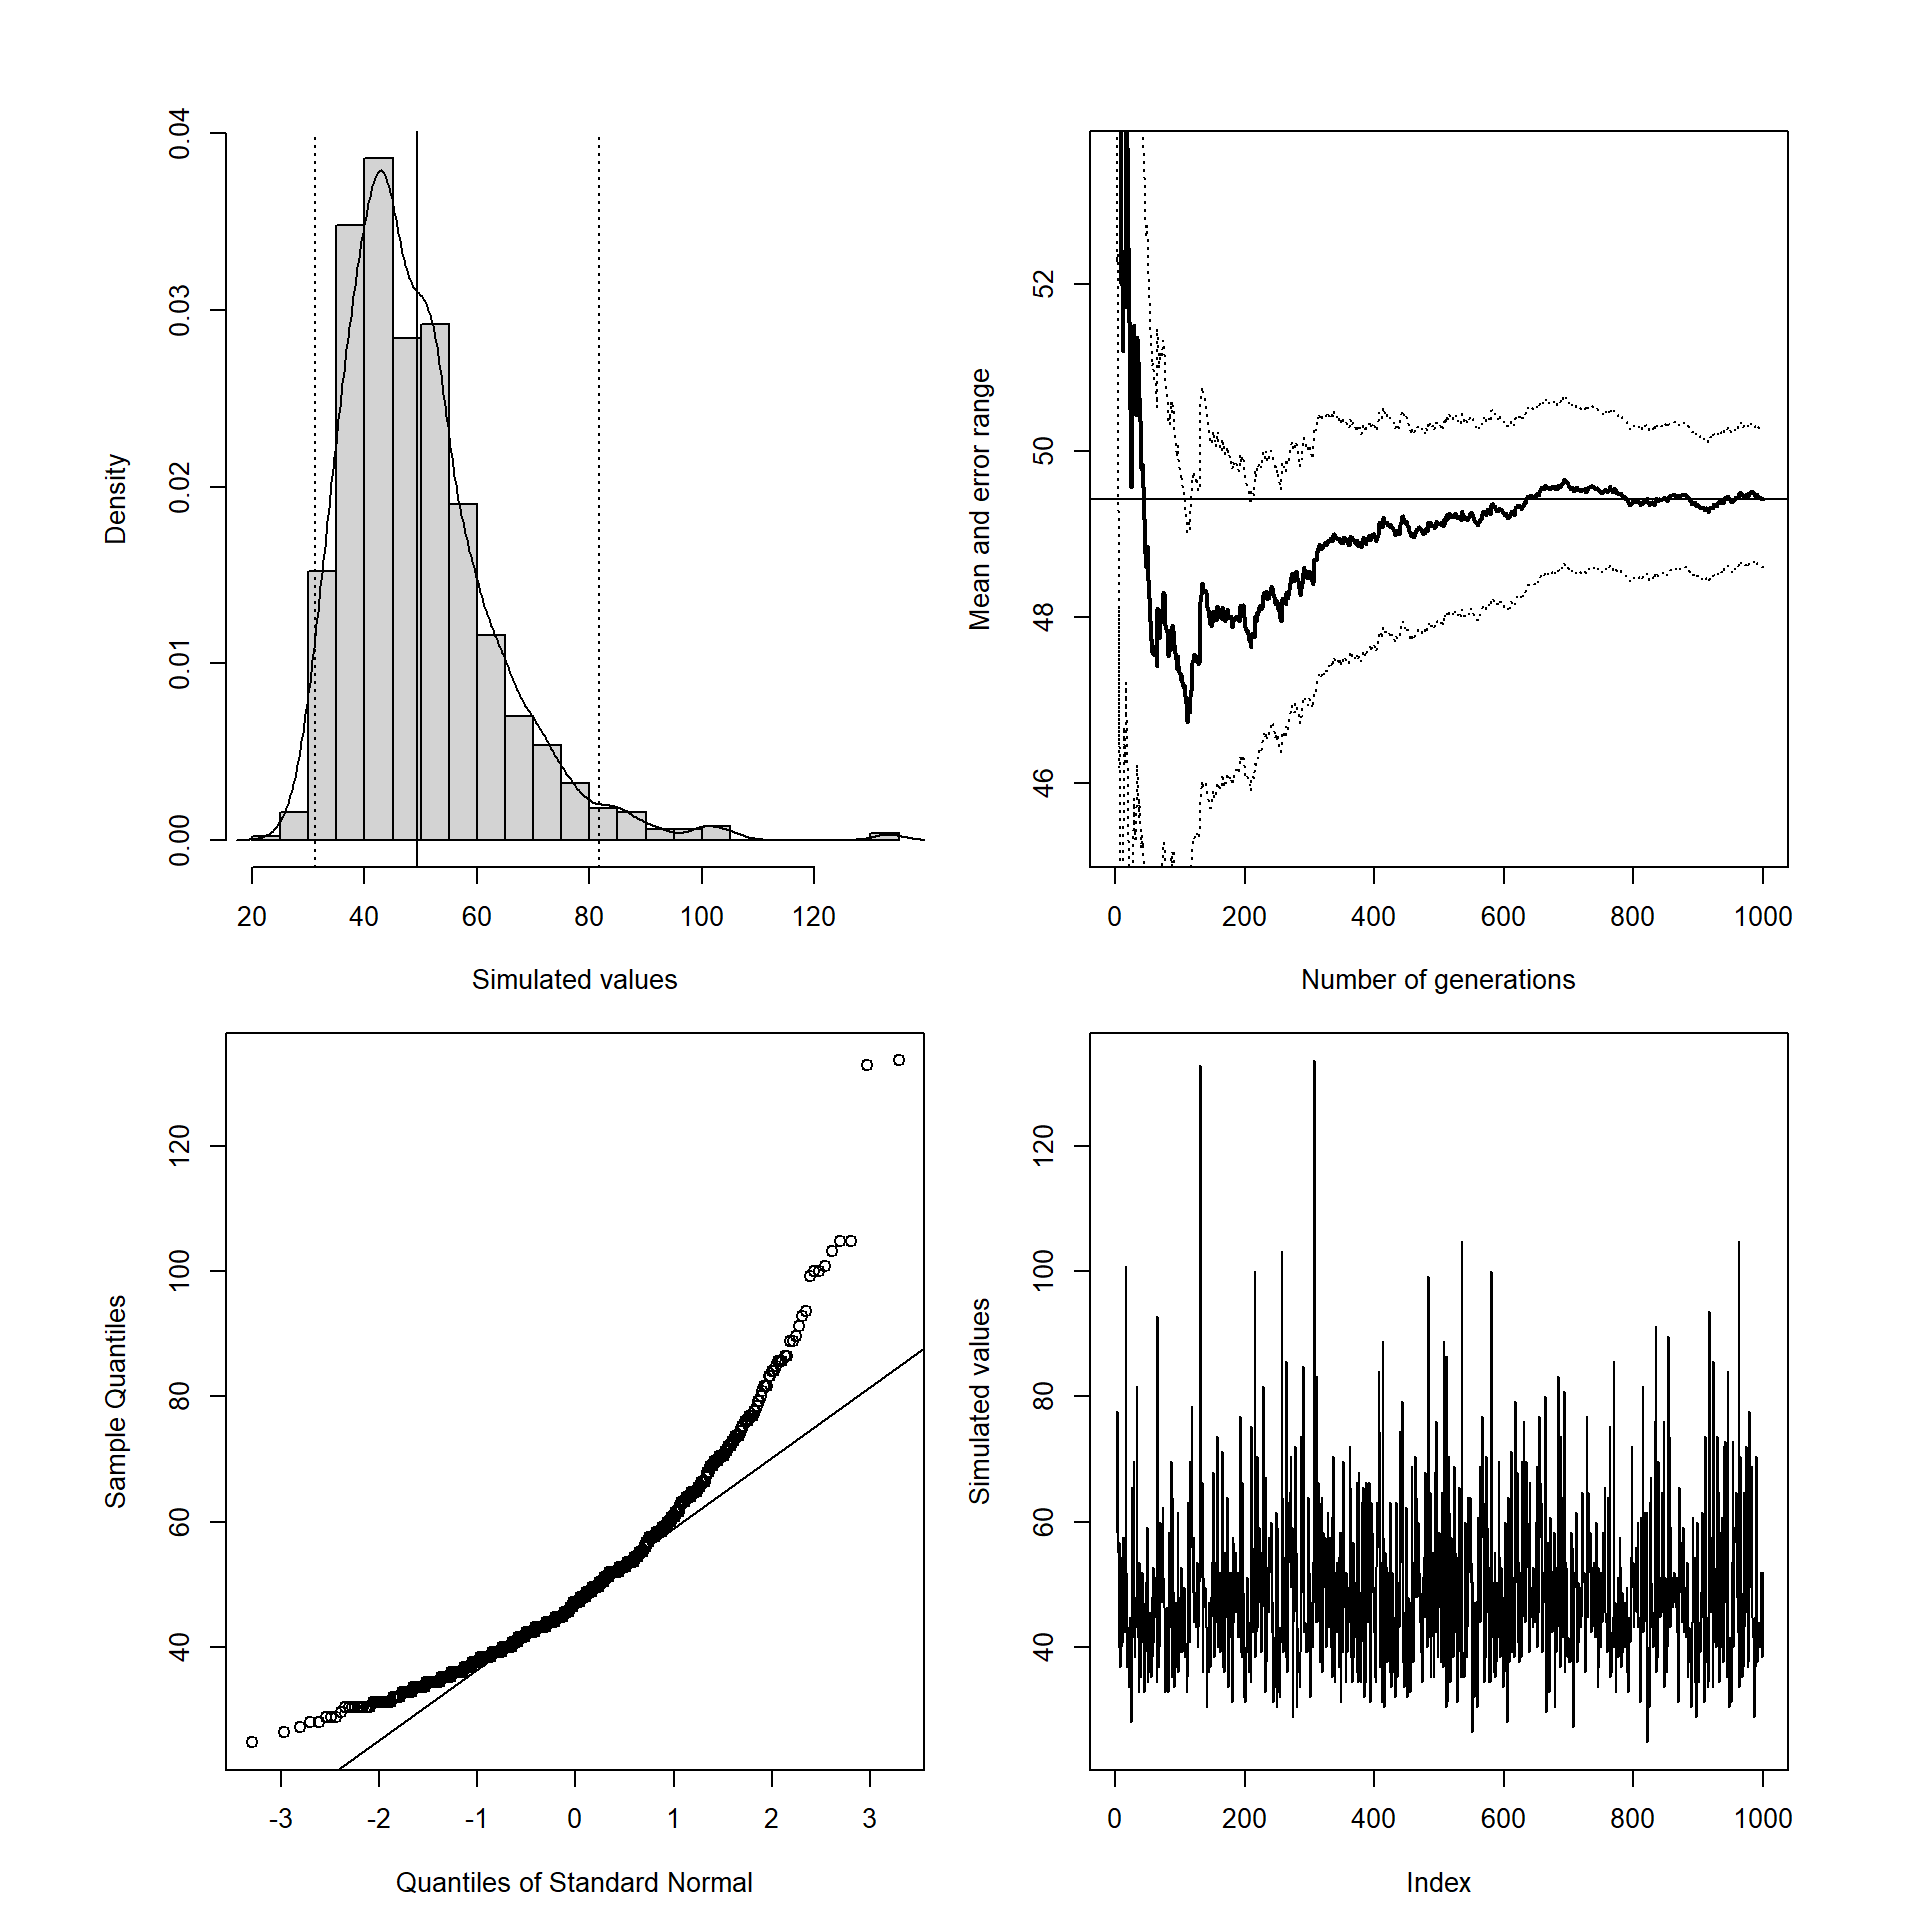 0.00 0.01 0.02 0.03 0.04
Density
20 40 60 80 100 120
Simulated values
46 48 50 52
Mean and error range
0 200 400 600 800 1000
Number of generations
40 60 80 100 120
Sample Quantiles
-3 -2 -1 0 1 2 3
Quantiles of Standard Normal
40 60 80 100 120
Simulated values
0 200 400 600 800 1000
Index